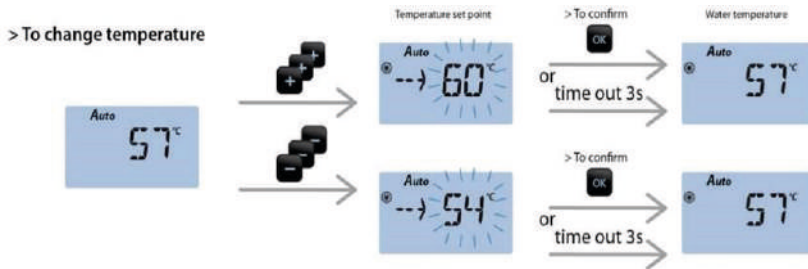 Temperature set point
> To confirm
Water temperature
> To change temperature
OK
Auto
60 °C
or
time out 3s
Auto
57 °C
+ + +
Auto
57 °C
- - -
> To confirm
OK
Auto
54 °C
or
time out 3s
Auto
57 °C